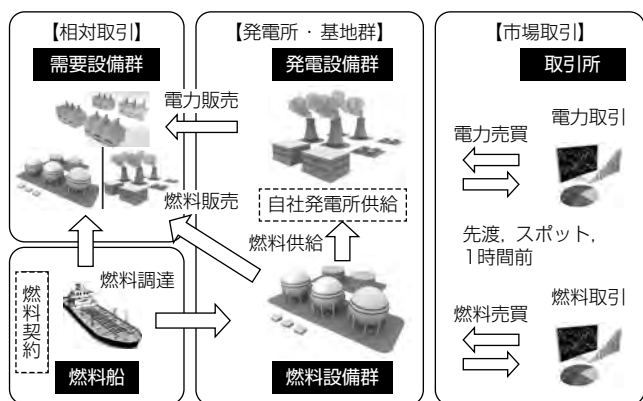 【相対取引】
需要設備群
電力販売
燃料販売
燃料調達
燃料契約
燃料船
【発電所・基地群】
発電設備群
自社発電所供給
燃料供給
燃料設備群
【市場取引】
取引所
電力取引
電力売買
先渡，スポット，
1時間前
燃料取引
燃料売買